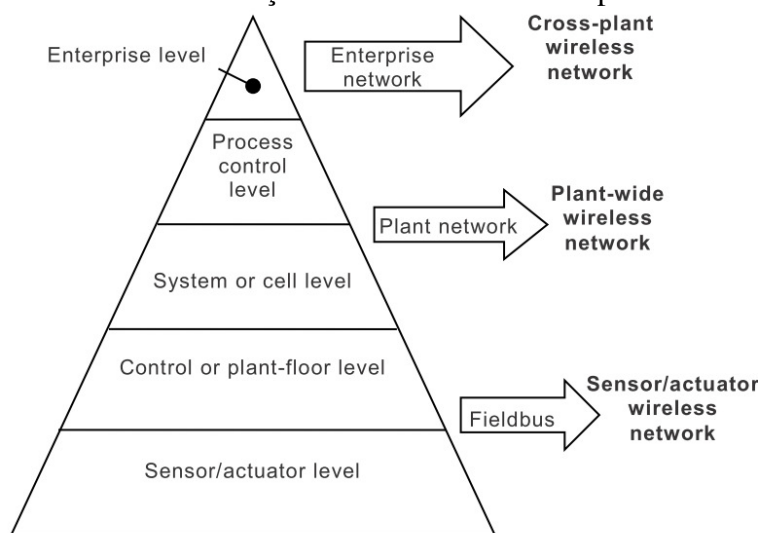 Enterprise level
Enterprise
network
Cross-plant
wireless
network
Process
control
level
Plant network
Plant-wide
wireless
network
System or cell level
Control or plant-floor level
Fieldbus
Sensor/actuator
wireless
network
Sensor/actuator level